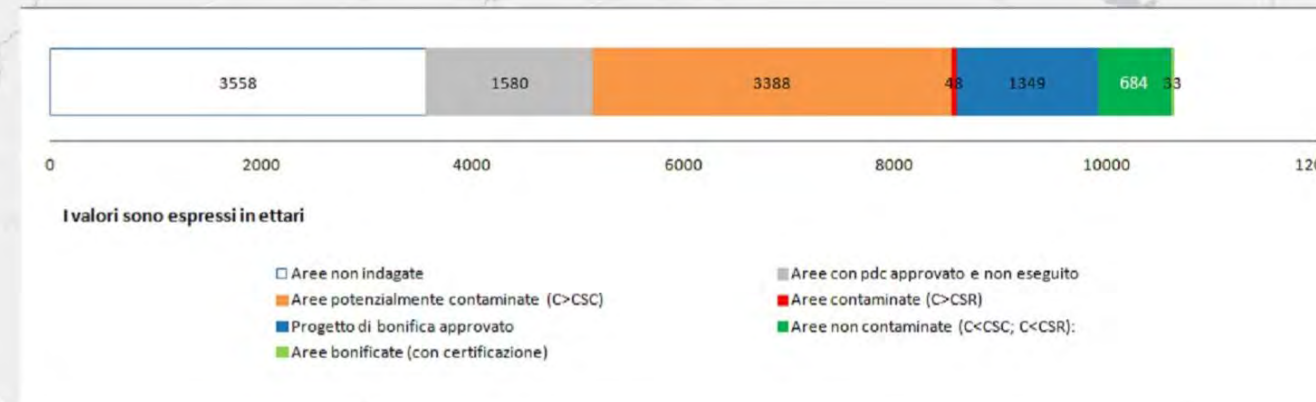 3558 1580 3388 48 1349 684 33
0 2000 4000 6000 8000 10000
I valori sono espressi in ettari
Aree non indagate
Aree con pdc approvato e non eseguito
Aree potenzialmente contaminate (C>CSC)
Aree contaminate (C>CSR)
Progetto di bonifica approvato
Aree non contaminate (C<CSC; C<CSR):
Aree bonificate (con certificazione)